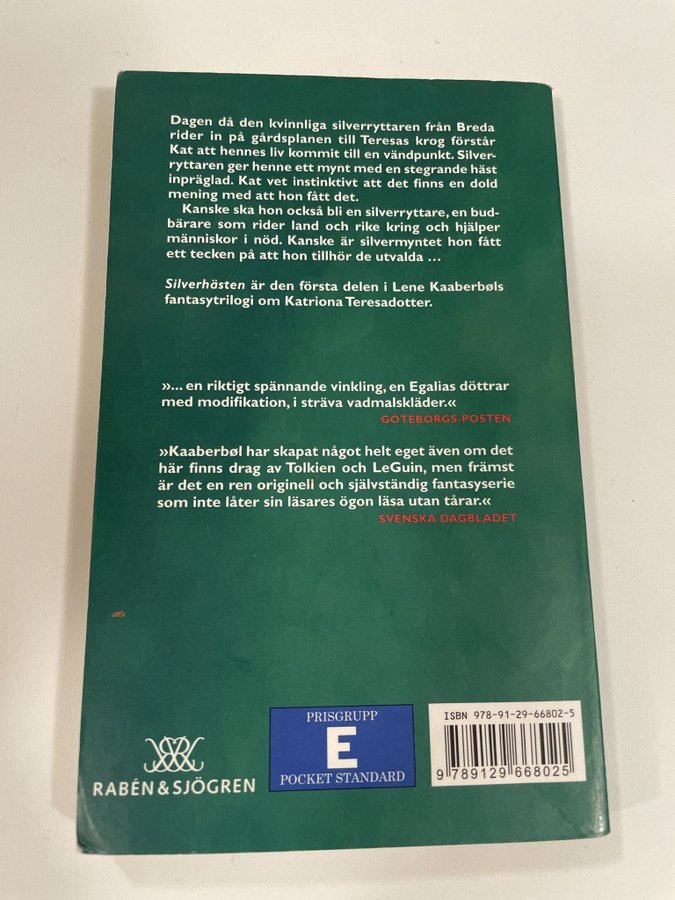 Dagen då den kvinnliga silverryttaren från Breda
rider in på gårdsplanen till Teresas krog förstår
Kat att hennes liv kommit till en vändpunkt. Silver-
ryttaren ger henne ett mynt med en stegrande häst
inpräglad. Kat vet instinktivt att det finns en dold
mening med att hon fått det.
Kanske ska hon också bli en silverryttare, en bud-
bärare som rider land och rike kring och hjälper
människor i nöd. Kanske är silvermyntet hon fått
ett tecken på att hon tillhör de utvalda ...
Silverhästen är den första delen i Lene Kaaberbøls
fantasytrilogi om Katriona Teresadotter.
»... en riktigt spännande vinkling, en Egalias döttrar
med modifikation, i sträva vadmalskläder.«
GÖTEBORGS-POSTEN
»Kaaberbøl har skapat något helt eget även om det
här finns drag av Tolkien och LeGuin, men främst
är det en ren originell och självständig fantasyserie
som inte låter sin läsares ögon läsa utan tårar.«
SVENSKA DAGBLADET
RABÉN & SJÖGREN
PRISGRUPP
E
POCKET STANDARD
ISBN 978-91-29-66802-5
9 789129 668025